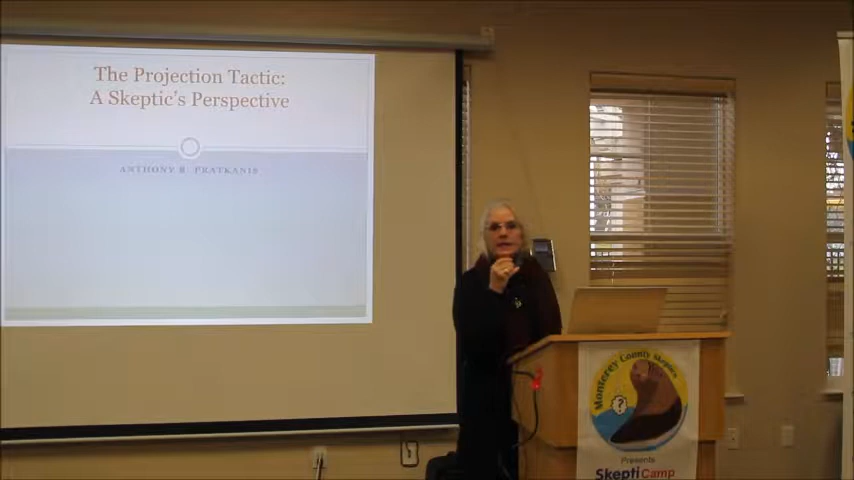 The Projection Tactic:
A Skeptic's Perspective
ANTHONY R. PRATKANIS
Monterey County Skeptics
?
Presents
SkeptiCamp